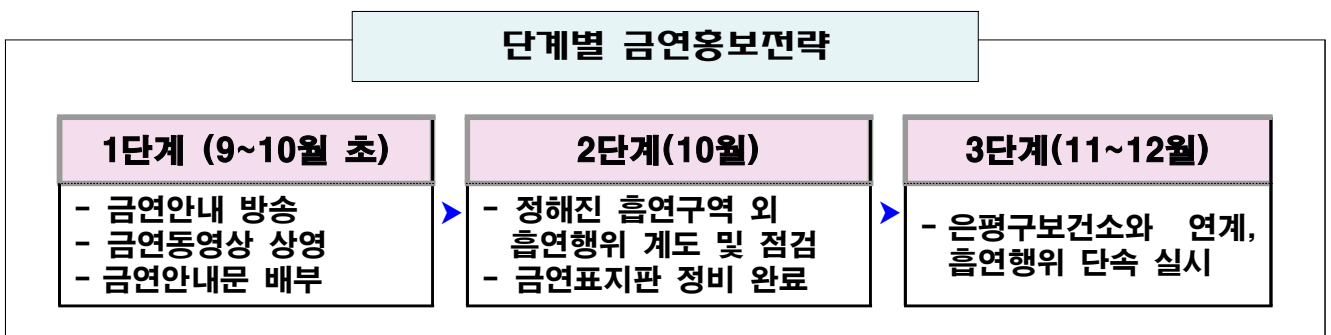 단계별 금연홍보전략
1단계 (9~10월 초)
- 금연안내 방송
- 금연동영상 상영
- 금연안내문 배부
2단계(10월)
- 정해진 흡연구역 외
흡연행위 계도 및 점검
- 금연표지판 정비 완료
3단계(11~12월)
- 은평구보건소와 연계,
흡연행위 단속 실시